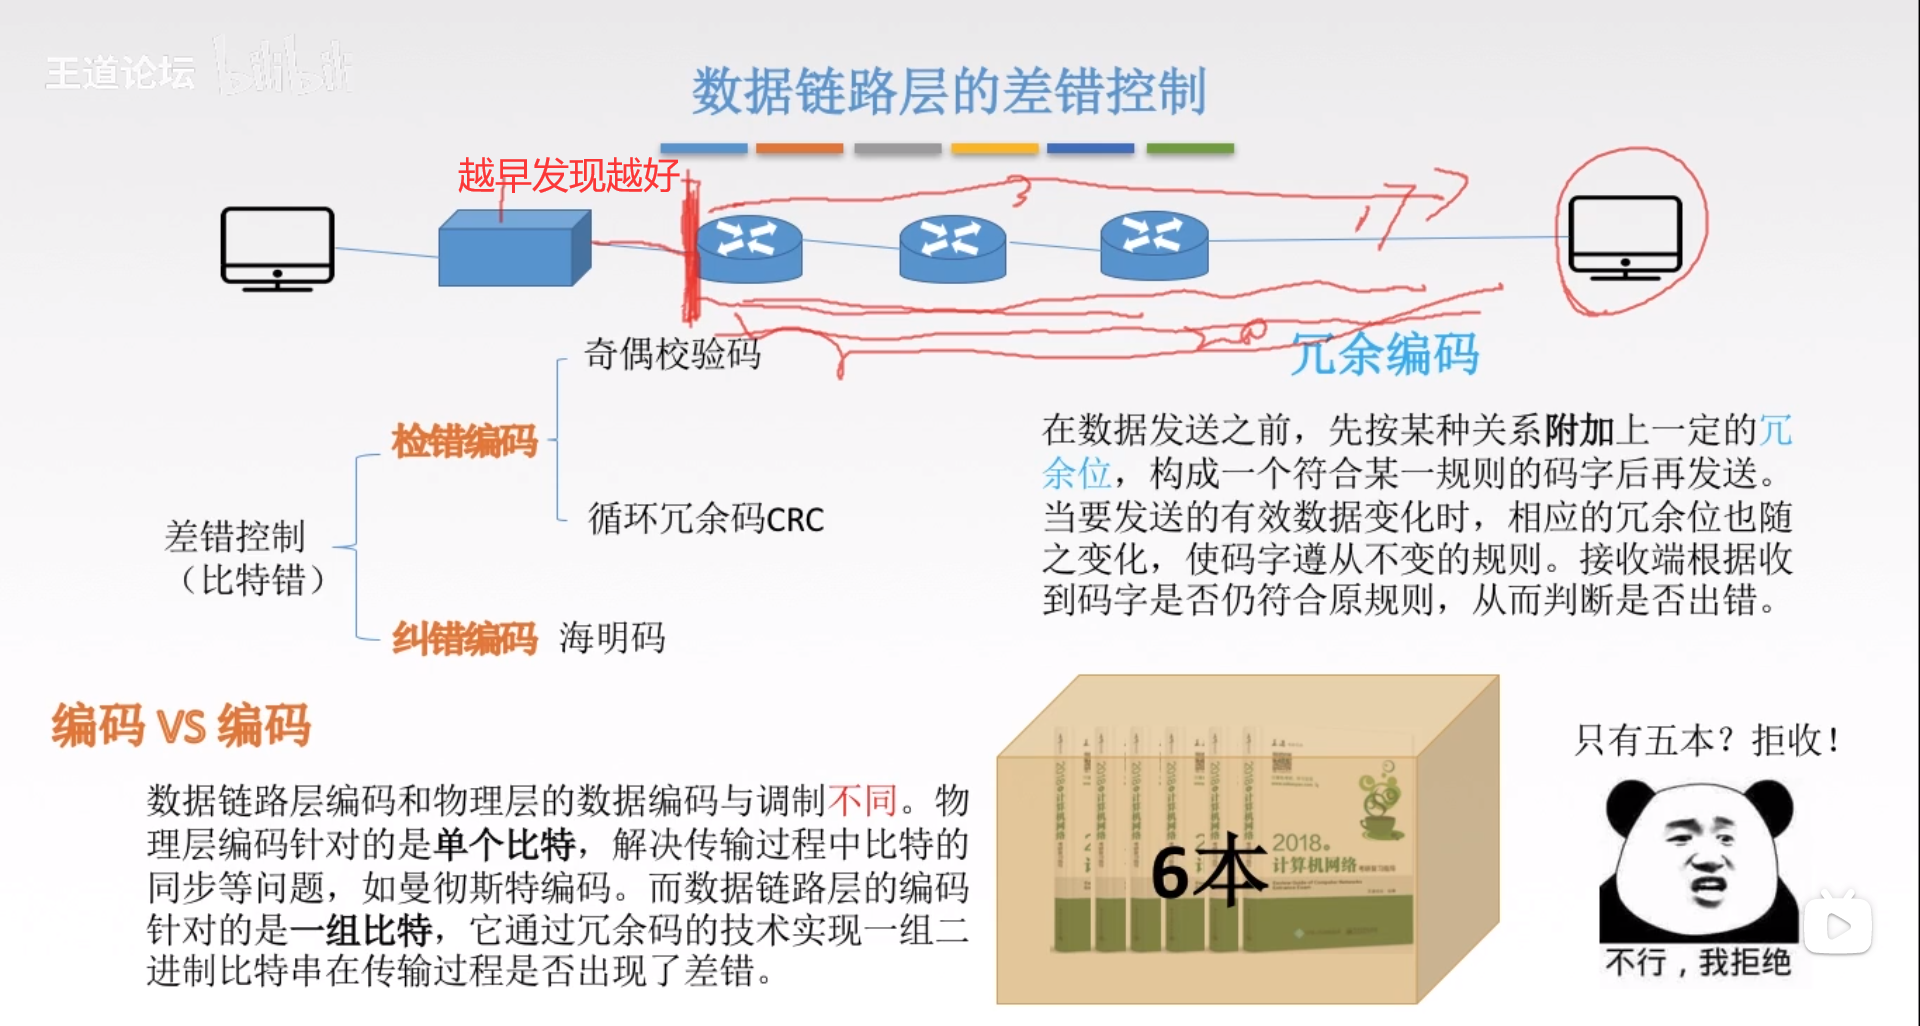 王道论坛 bilibili
数据链路层的差错控制
越早发现越好
奇偶校验码
冗余编码
检错编码
循环冗余码CRC
差错控制
（比特错）
纠错编码 海明码
在数据发送之前，先按某种关系附加上一定的冗
余位，构成一个符合某一规则的码字后再发送。
当要发送的有效数据变化时，相应的冗余位也随
之变化，使码字遵从不变的规则。接收端根据收
到码字是否仍符合原规则，从而判断是否出错。
编码 VS 编码
数据链路层编码和物理层的数据编码与调制不同。物
理层编码针对的是单个比特，解决传输过程中比特的
同步等问题，如曼彻斯特编码。而数据链路层的编码
针对的是一组比特，它通过冗余码的技术实现一组二
进制比特串在传输过程是否出现了差错。
2018
计算机网络
6本
只有五本？拒收！
不行，我拒绝